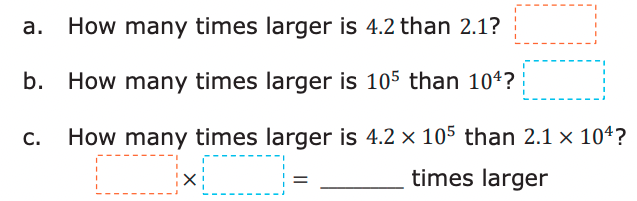 a. How many times larger is 4.2 than 2.1?
b. How many times larger is 10⁵ than 10⁴?
c. How many times larger is 4.2 × 10⁵ than 2.1 × 10⁴?
× = ______ times larger